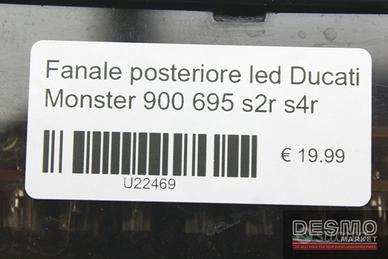 Fanale posteriore led Ducati
Monster 900 695 s2r s4r
€ 19.99
U22469
DESMO
MARKET